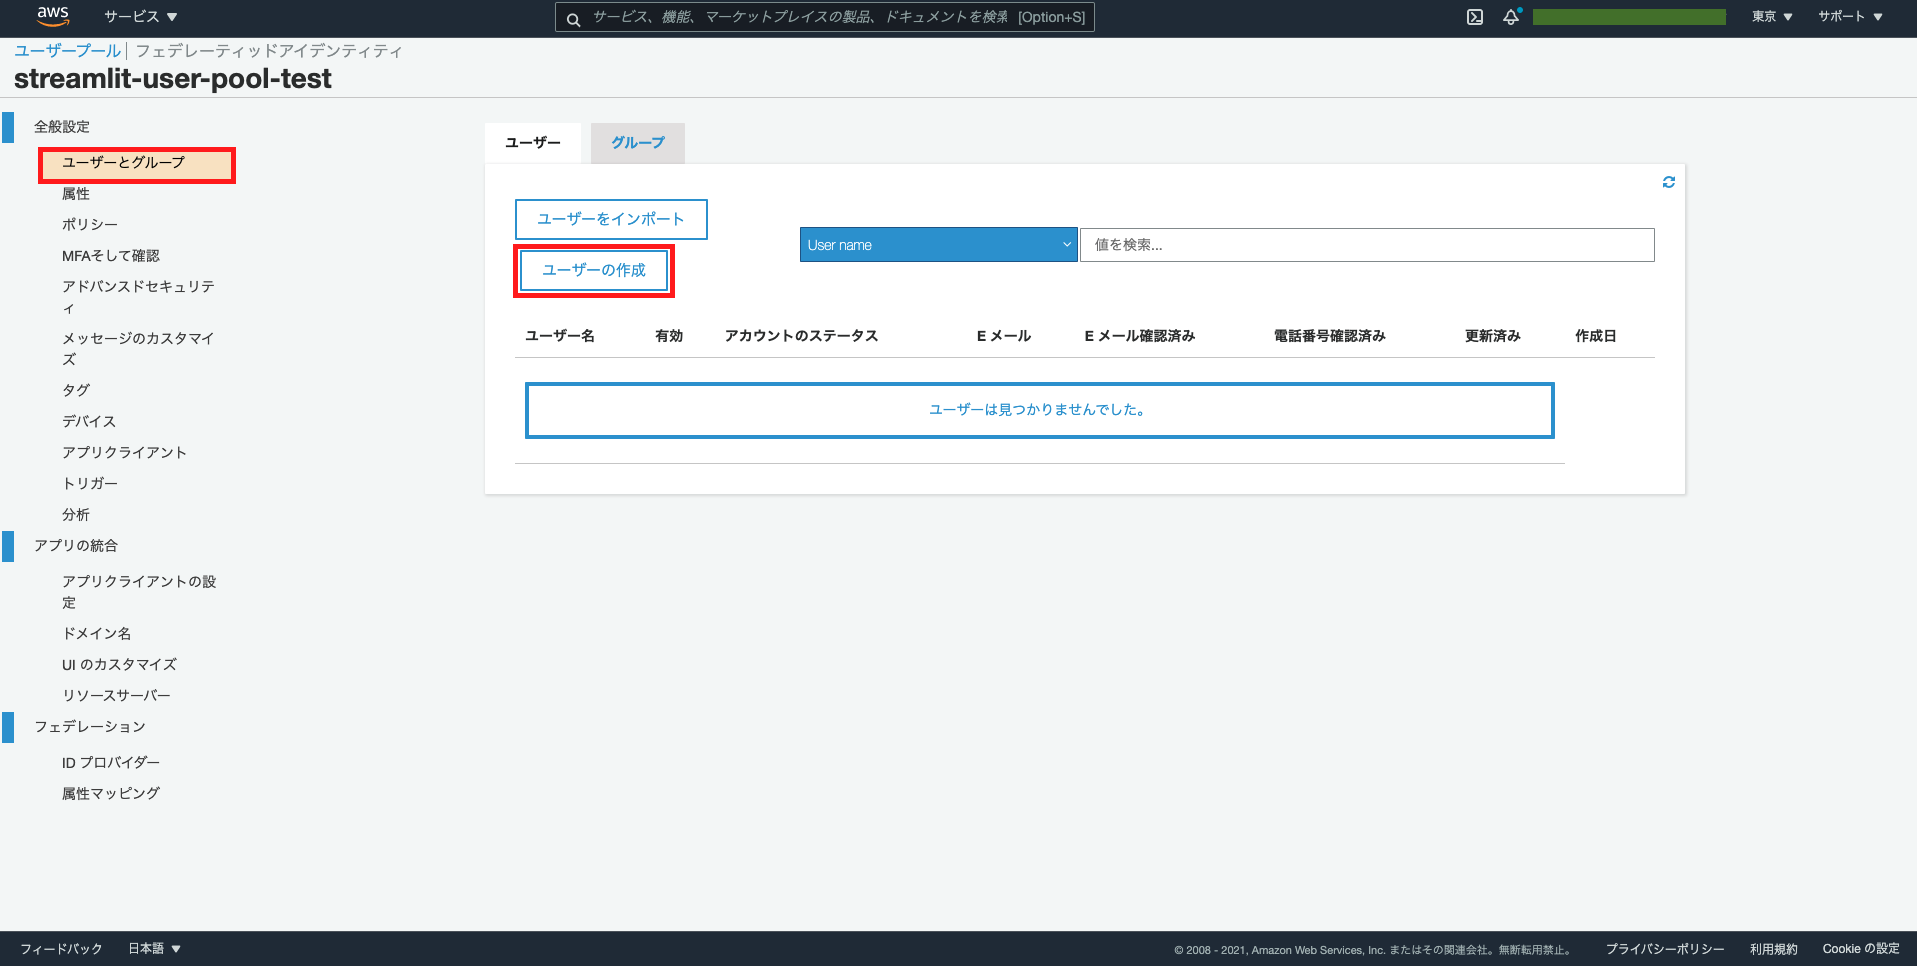 aws サービス ▼ サービス、機能、マーケットプレイスの製品、ドキュメントを検索 [Option+S] 東京 ▼ サポート ▼
ユーザープール | フェデレーティッドアイデンティティ
streamlit-user-pool-test
全般設定
ユーザーとグループ
属性
ポリシー
MFAそして確認
アドバンスドセキュリテ
ィ
メッセージのカスタマイ
ズ
タグ
デバイス
アプリクライアント
トリガー
分析
アプリの統合
アプリクライアントの設
定
ドメイン名
UI のカスタマイズ
リソースサーバー
フェデレーション
ID プロバイダー
属性マッピング
ユーザー グループ
ユーザーをインポート
ユーザーの作成
User name 値を検索...
ユーザー名 有効 アカウントのステータス E メール E メール確認済み 電話番号確認済み 更新済み 作成日
ユーザーは見つかりませんでした。
フィードバック 日本語 ▼ © 2008 - 2021, Amazon Web Services, Inc. またはその関連会社。無断転用禁止。 プライバシーポリシー 利用規約 Cookie の設定